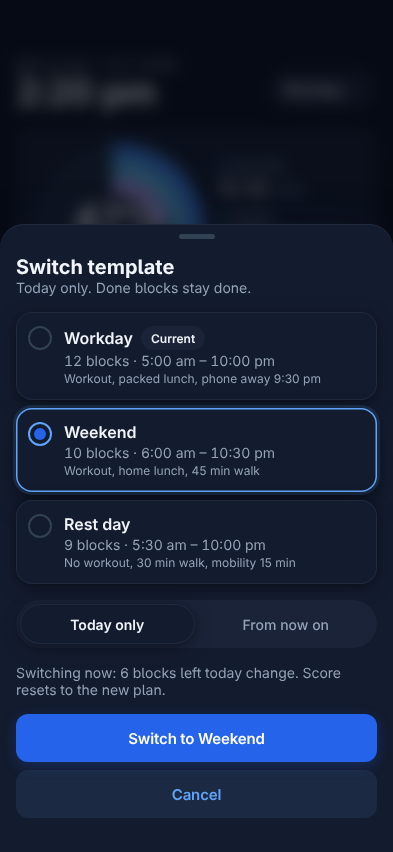 2:20 pm
Switch template
Today only. Done blocks stay done.
Workday Current
12 blocks · 5:00 am – 10:00 pm
Workout, packed lunch, phone away 9:30 pm
Weekend
10 blocks · 6:00 am – 10:30 pm
Workout, home lunch, 45 min walk
Rest day
9 blocks · 5:30 am – 10:00 pm
No workout, 30 min walk, mobility 15 min
Today only From now on
Switching now: 6 blocks left today change. Score
resets to the new plan.
Switch to Weekend
Cancel